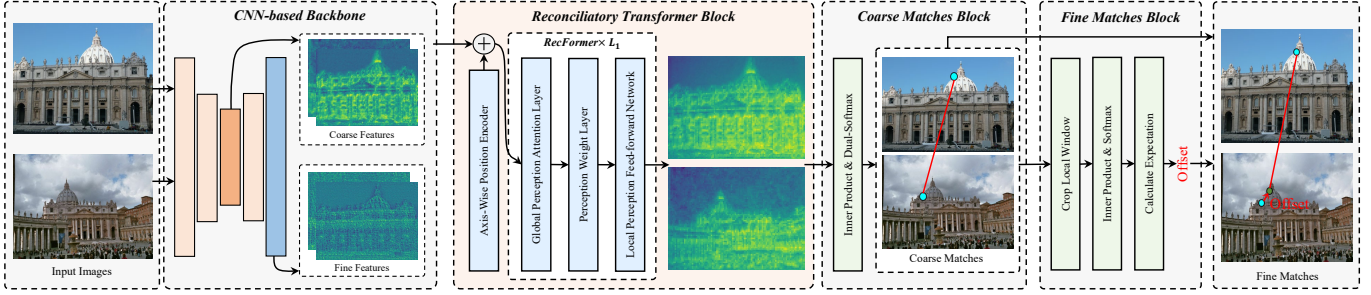 CNN-based Backbone
Reconciliatory Transformer Block
Coarse Matches Block
Fine Matches Block
RecFormer× L1
Coarse Features
Fine Features
Input Images
Axis-Wise Position Encoder
Global Perception Attention Layer
Perception Weight Layer
Local Perception Feed-forward Network
Inner Product & Dual-Softmax
Coarse Matches
Crop Local Window
Inner Product & Softmax
Calculate Expectation
Offset
Offset
Fine Matches